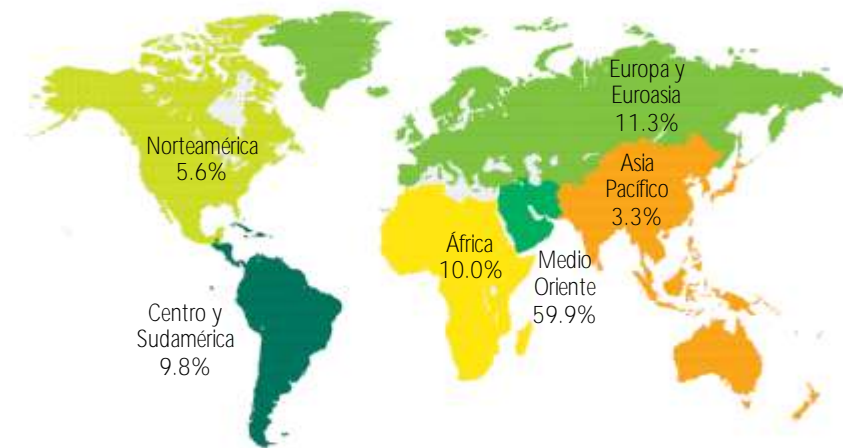 Europa y
Euroasia
11.3%
Norteamérica
5.6%
Asia
Pacífico
3.3%
África
10.0%
Medio
Oriente
59.9%
Centro y
Sudamérica
9.8%